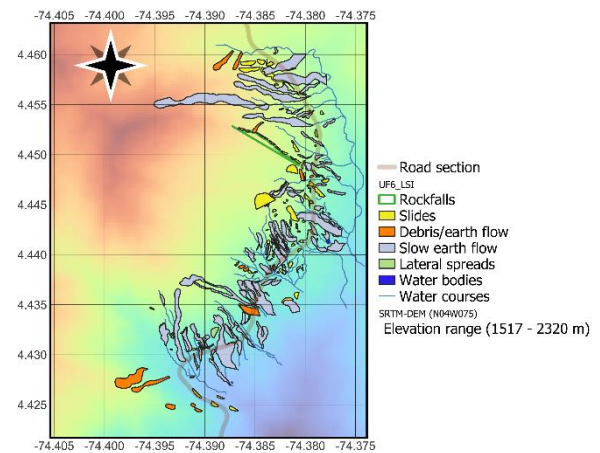 -74.405 -74.400 -74.395 -74.390 -74.385 -74.380 -74.375
4.460
4.455
4.450
4.445
4.440
4.435
4.430
4.425
Road section
UF6_LSI
Rockfalls
Slides
Debris/earth flow
Slow earth flow
Lateral spreads
Water bodies
Water courses
SRTM-DEM (N04W075)
Elevation range (1517 - 2320 m)
-74.405 -74.400 -74.395 -74.390 -74.385 -74.380 -74.375